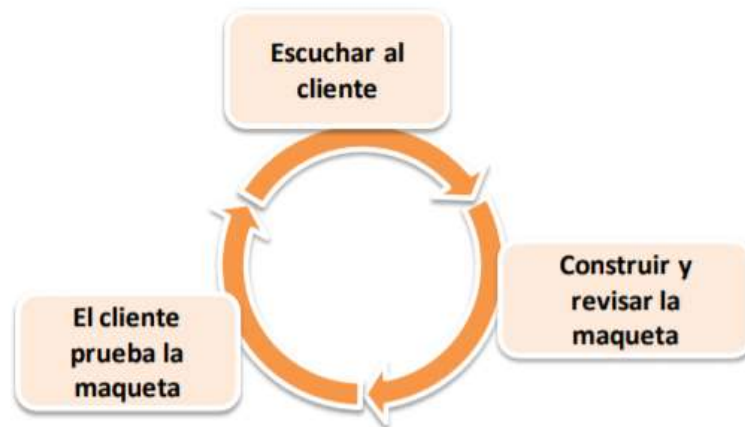 Escuchar al
cliente
Construir y
revisar la
maqueta
El cliente
prueba la
maqueta